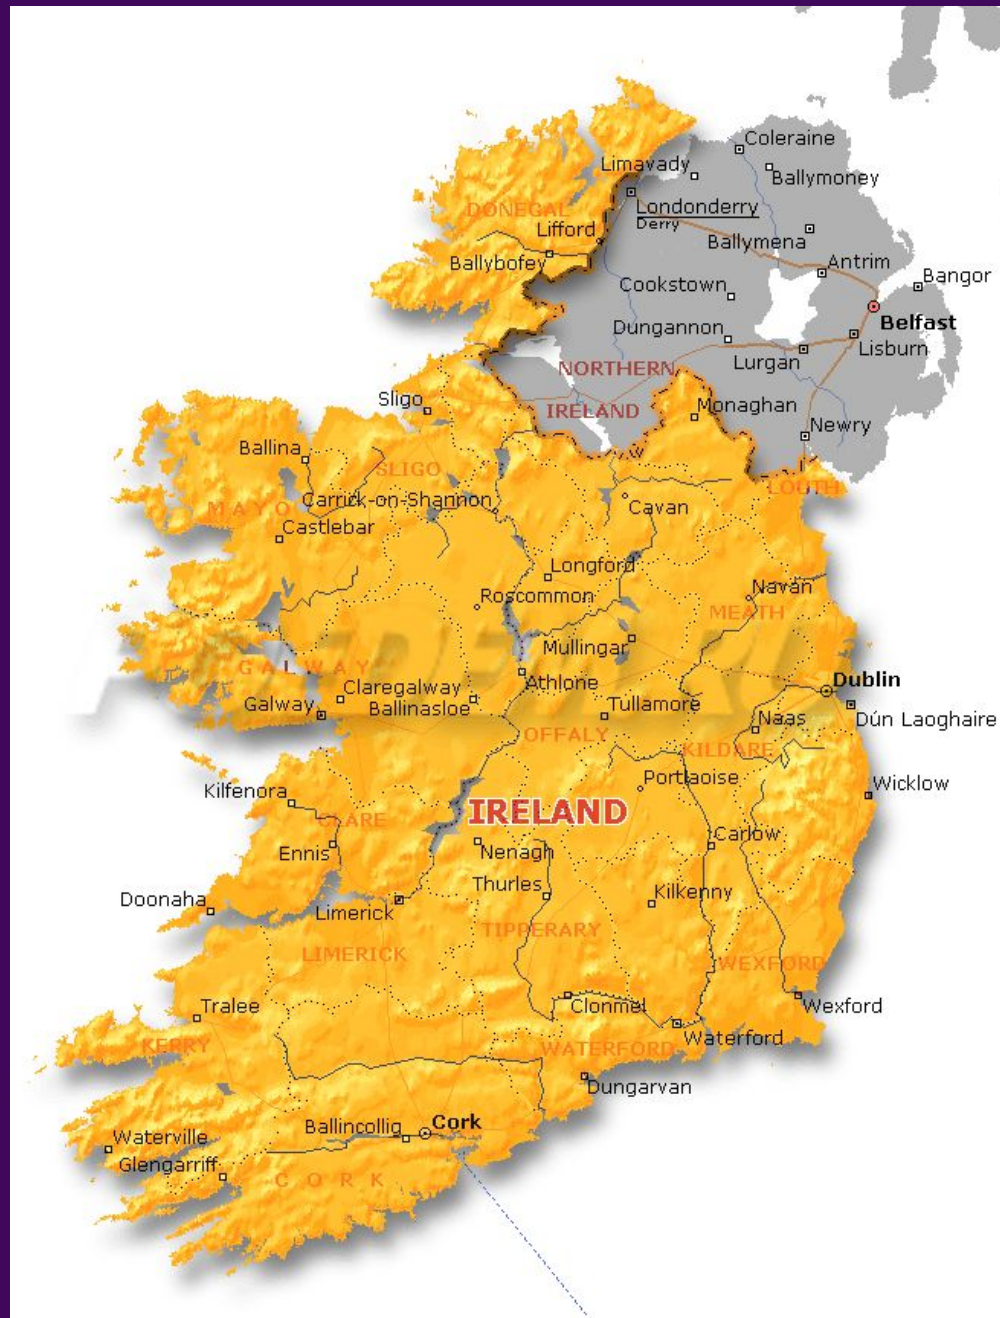 Coleraine
Limavady
Ballymoney
DONEGAL
Londonderry
Derry
Lifford
Ballymena
Ballybofey
Antrim
Bangor
Cookstown
Belfast
Dungannon
Lisburn
Lurgan
NORTHERN
IRELAND
Sligo
Monaghan
Newry
Ballina
SLIGO
LOUTH
Carrick-on-Shannon
MAYO
Cavan
Castlebar
Longford
Navan
Roscommon
MEATH
Mullingar
GALWAY
Athlone
Dublin
Claregalway
Galway
Ballinasloe
Tullamore
Naas
Dún Laoghaire
OFFALY
KILDARE
Portlaoise
Wicklow
Kilfenora
IRELAND
CLARE
Carlow
Ennis
Nenagh
Thurles
Kilkenny
Doonaha
Limerick
TIPPERARY
LIMERICK
WEXFORD
Tralee
Clonmel
Wexford
KERRY
WATERFORD
Waterford
Dungarvan
Ballincollig
Cork
Waterville
Glengarriff
CORK